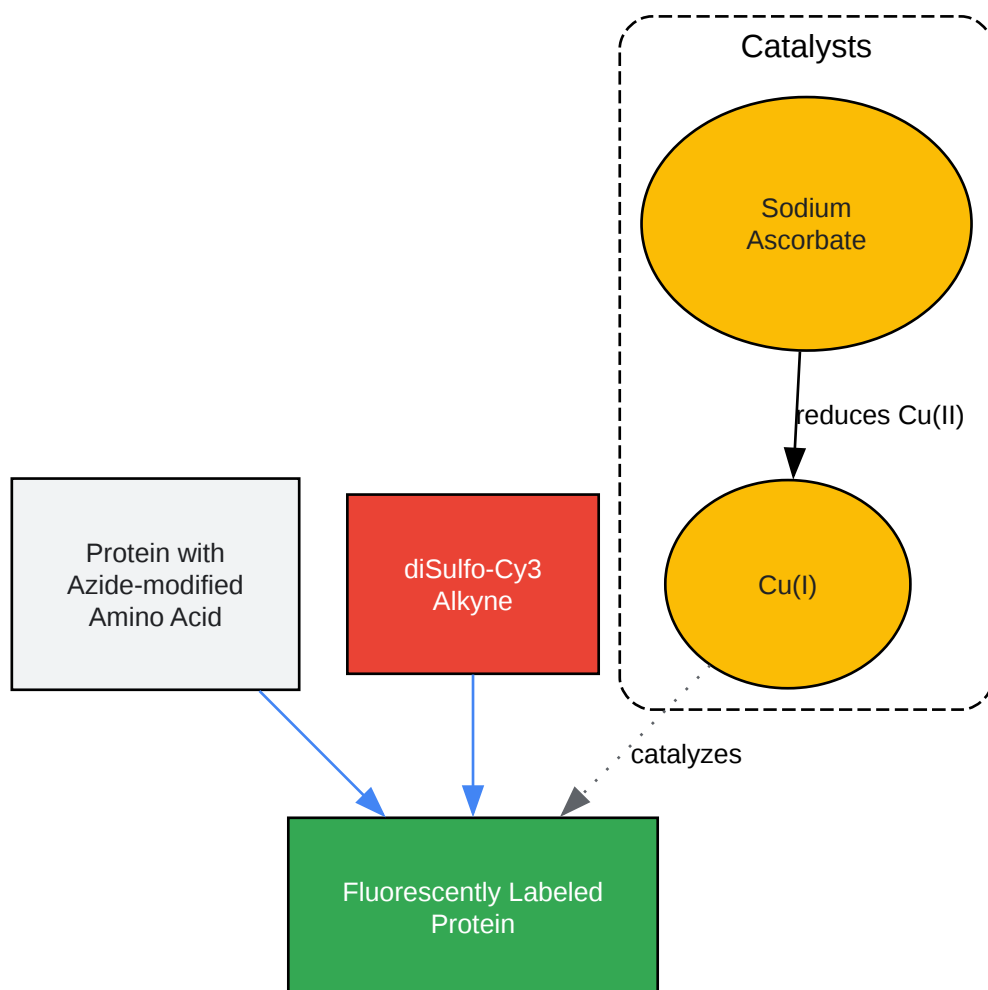 Catalysts
Sodium
Ascorbate
reduces Cu(II)
Protein with
Azide-modified
Amino Acid
diSulfo-Cy3
Alkyne
Cu(I)
catalyzes
Fluorescently Labeled
Protein